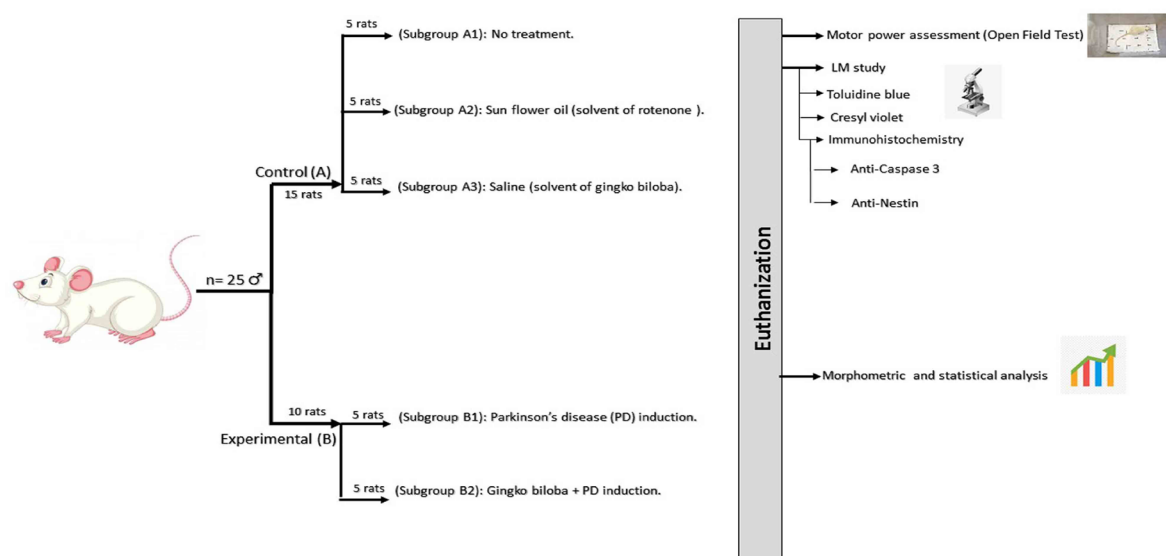 5 rats
(Subgroup A1): No treatment.
5 rats
(Subgroup A2): Sun flower oil (solvent of rotenone ).
Control (A)
15 rats
5 rats
(Subgroup A3): Saline (solvent of gingko biloba).
n= 25 ♂
10 rats
Experimental (B)
5 rats
(Subgroup B1): Parkinson's disease (PD) induction.
5 rats
(Subgroup B2): Gingko biloba + PD induction.
Euthanization
Motor power assessment (Open Field Test)
LM study
Toluidine blue
Cresyl violet
Immunohistochemistry
Anti-Caspase 3
Anti-Nestin
Morphometric and statistical analysis